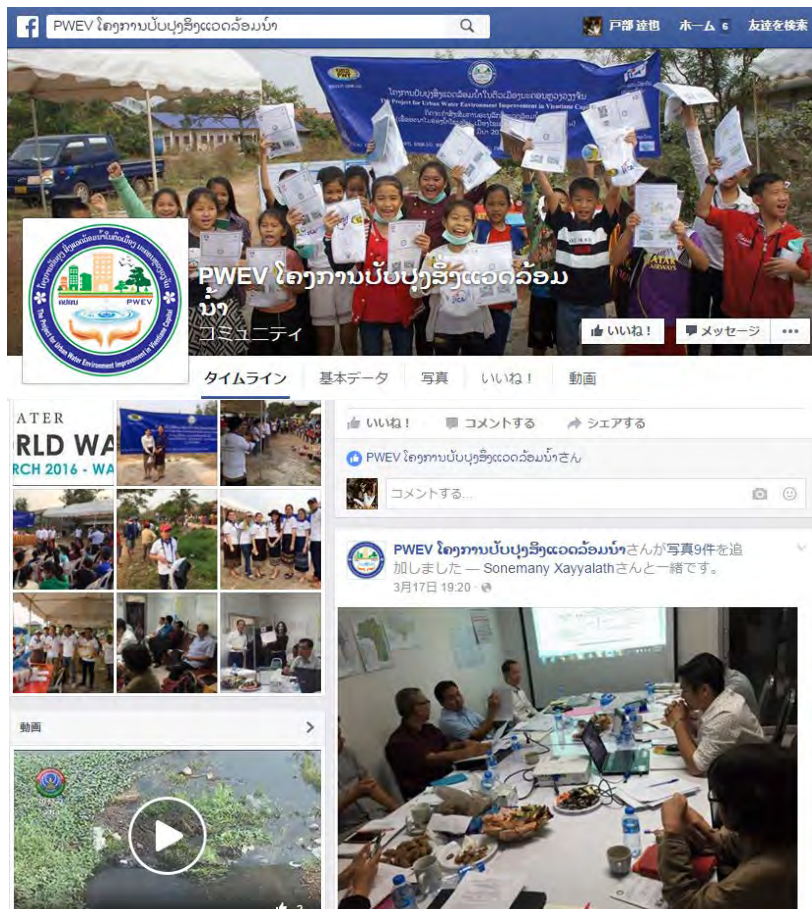 PWEV ໂຄງການປັບປຸງສິ່ງແວດລ້ອມນ້ຳ
戸部 達也
ホーム 6
友達を検索
ໂຄງການປັບປຸງສິ່ງແວດລ້ອມນ້ຳໃນຕົວເມືອງນະຄອນຫຼວງວຽງຈັນ
The Project for Urban Water Environment Improvement in Vientiane Capital
PWEV
The Project for Urban Water Environment Improvement in Vientiane Capital
PWEV ໂຄງການປັບປຸງສິ່ງແວດລ້ອມ
ນ້ຳ
コミュニティ
いいね！
メッセージ
タイムライン
基本データ
写真
いいね！
動画
ATER
RLD WA
RCH 2016 - WA
いいね！
コメントする
シェアする
PWEV ໂຄງການປັບປຸງສິ່ງແວດລ້ອມນ້ຳさん
コメントする...
PWEV ໂຄງການປັບປຸງສິ່ງແວດລ້ອມນ້ຳさんが写真9件を追
加しました — Sonemany Xayyalathさんと一緒です。
3月17日 19:20
動画